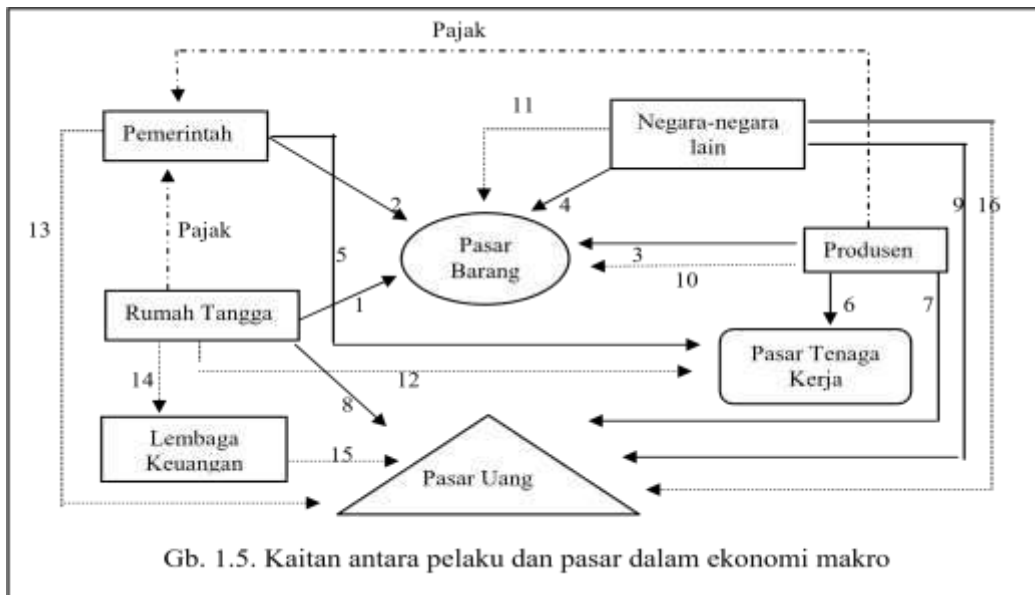 Pajak
Pemerintah
11
Negara-negara
lain
13
Pajak
2
4
9
16
5
Pasar
Barang
3
Produsen
10
1
Rumah Tangga
6
7
14
12
8
Pasar Tenaga
Kerja
Lembaga
Keuangan
15
Pasar Uang
Gb. 1.5. Kaitan antara pelaku dan pasar dalam ekonomi makro